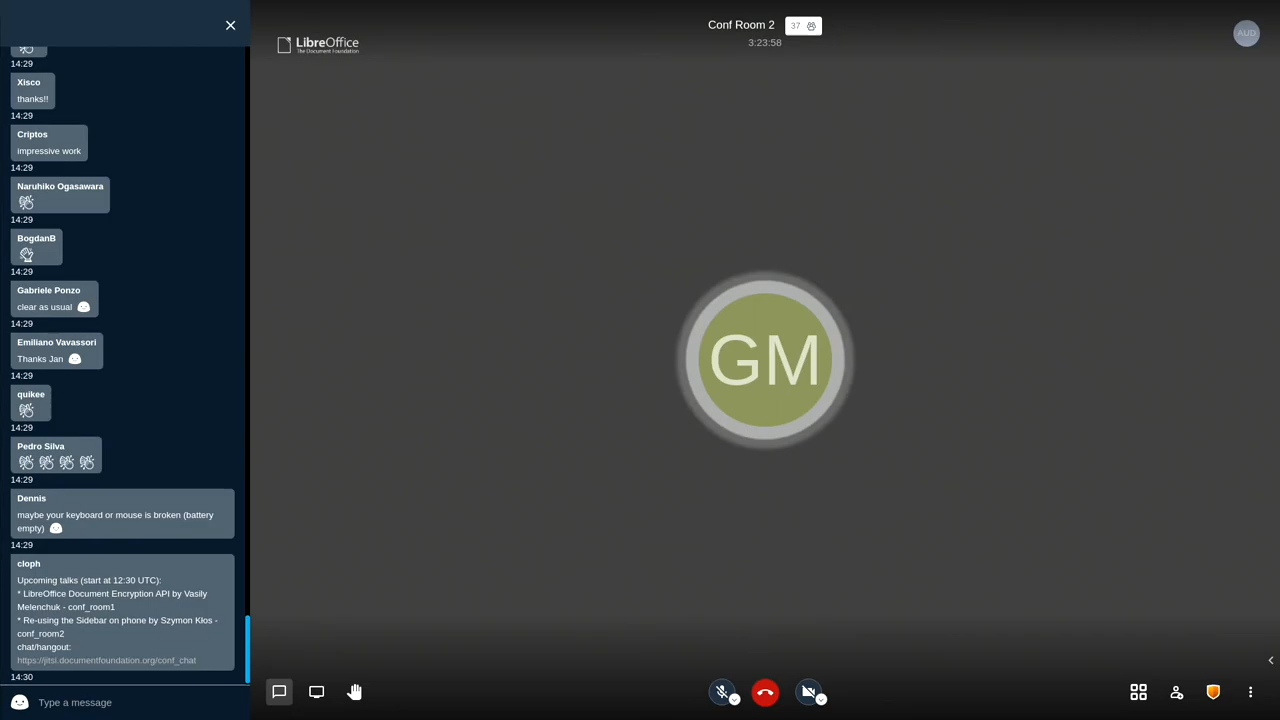 14:29
Xisco
thanks!!
14:29
Criptos
impressive work
14:29
Naruhiko Ogasawara
14:29
BogdanB
14:29
Gabriele Ponzo
clear as usual
14:29
Emiliano Vavassori
Thanks Jan
14:29
quikee
14:29
Pedro Silva
14:29
Dennis
maybe your keyboard or mouse is broken (battery
empty)
14:29
cloph
Upcoming talks (start at 12:30 UTC):
* LibreOffice Document Encryption API by Vasily
Melenchuk - conf_room1
* Re-using the Sidebar on phone by Szymon Kłos -
conf_room2
chat/hangout:
https://jitsi.documentfoundation.org/conf_chat
14:30
Type a message
LibreOffice
The Document Foundation
Conf Room 2
37
3:23:58
AUD
GM